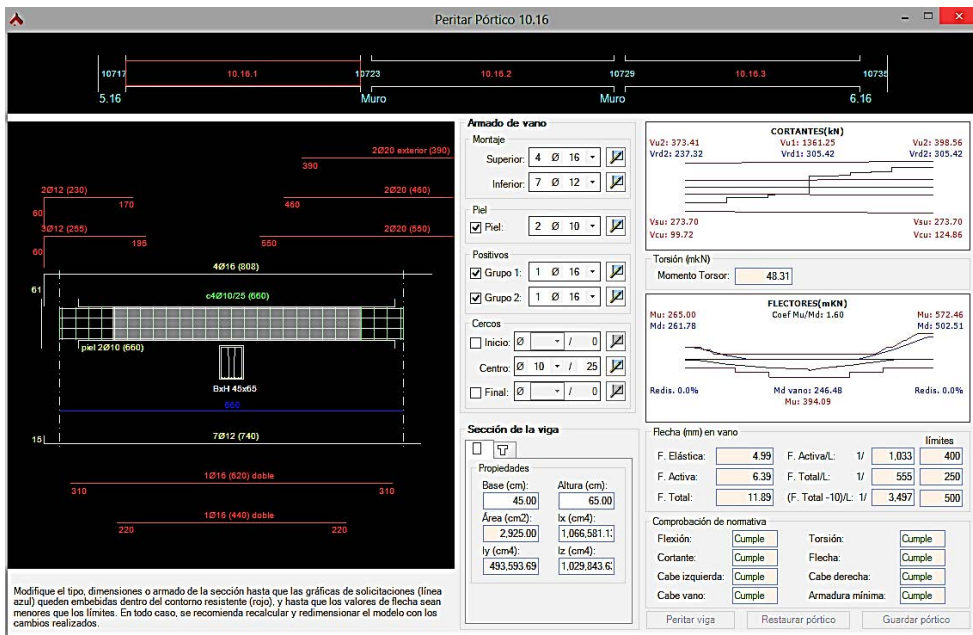 Peritar Pórtico 10.16
10717 10.16.1 10723 10.16.2 10729 10.16.3 10735
5.16 Muro Muro 6.16
2Ø20 exterior (390)
390
2Ø12 (230) 2Ø20 (460)
60 170 460
3Ø12 (255) 2Ø20 (550)
60 195 550
4Ø16 (808)
61
c4Ø10/25 (660)
piel 2Ø10 (660)
BxH 45x65
660
7Ø12 (740)
15
1Ø16 (620) doble
310 310
1Ø16 (440) doble
220 220
Modifique el tipo, dimensiones o armado de la sección hasta que las gráficas de solicitaciones (línea
azul) queden embebidas dentro del contorno resistente (rojo), y hasta que los valores de flecha sean
menores que los límites. En todo caso, se recomienda recalcular y redimensionar el modelo con los
cambios realizados.
Armado de vano
Montaje
Superior: 4 Ø 16
Inferior: 7 Ø 12
Piel
Piel: 2 Ø 10
Positivos
Grupo 1: 1 Ø 16
Grupo 2: 1 Ø 16
Cercos
Inicio: Ø / 0
Centro: Ø 10 / 25
Final: Ø / 0
Sección de la viga
Propiedades
Base (cm): Altura (cm):
45.00 65.00
Área (cm2): Ix (cm4):
2,925.00 1,066,581.1
Iy (cm4): Iz (cm4):
493,593.69 1,029,843.6
CORTANTES(kN)
Vu2: 373.41 Vu1: 1361.25 Vu2: 398.56
Vrd2: 237.32 Vrd1: 305.42 Vrd2: 305.42
Vsu: 273.70 Vsu: 273.70
Vcu: 99.72 Vcu: 124.86
Torsión (mkN)
Momento Torsor: 48.31
FLECTORES(mKN)
Mu: 265.00 Coef Mu/Md: 1.60 Mu: 572.46
Md: 261.78 Md: 502.51
Redis. 0.0% Md vano: 246.48 Redis. 0.0%
Mu: 394.09
Flecha (mm) en vano límites
F. Elástica: 4.99 F. Activa/L: 1/ 1,033 400
F. Activa: 6.39 F. Total/L: 1/ 555 250
F. Total: 11.89 (F. Total -10)/L: 1/ 3,497 500
Comprobación de normativa
Flexión: Cumple Torsión: Cumple
Cortante: Cumple Flecha: Cumple
Cabe izquierda: Cumple Cabe derecha: Cumple
Cabe vano: Cumple Armadura mínima: Cumple
Peritar viga Restaurar pórtico Guardar pórtico